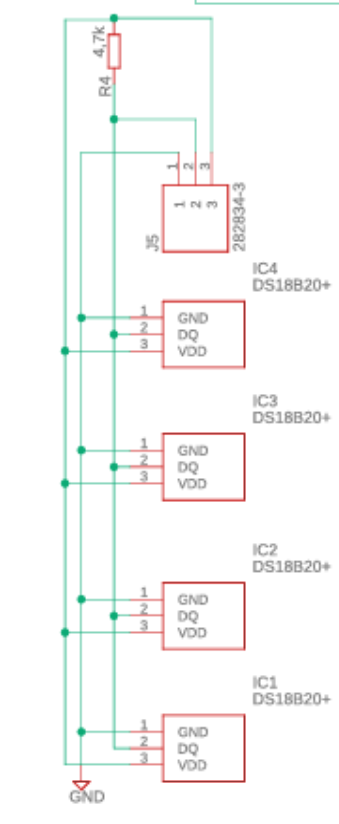 4,7k
R4
1 2 3
1 2 3
J5
282834-3
IC4
DS18B20+
1 GND
2 DQ
3 VDD
IC3
DS18B20+
1 GND
2 DQ
3 VDD
IC2
DS18B20+
1 GND
2 DQ
3 VDD
IC1
DS18B20+
1 GND
2 DQ
3 VDD
GND